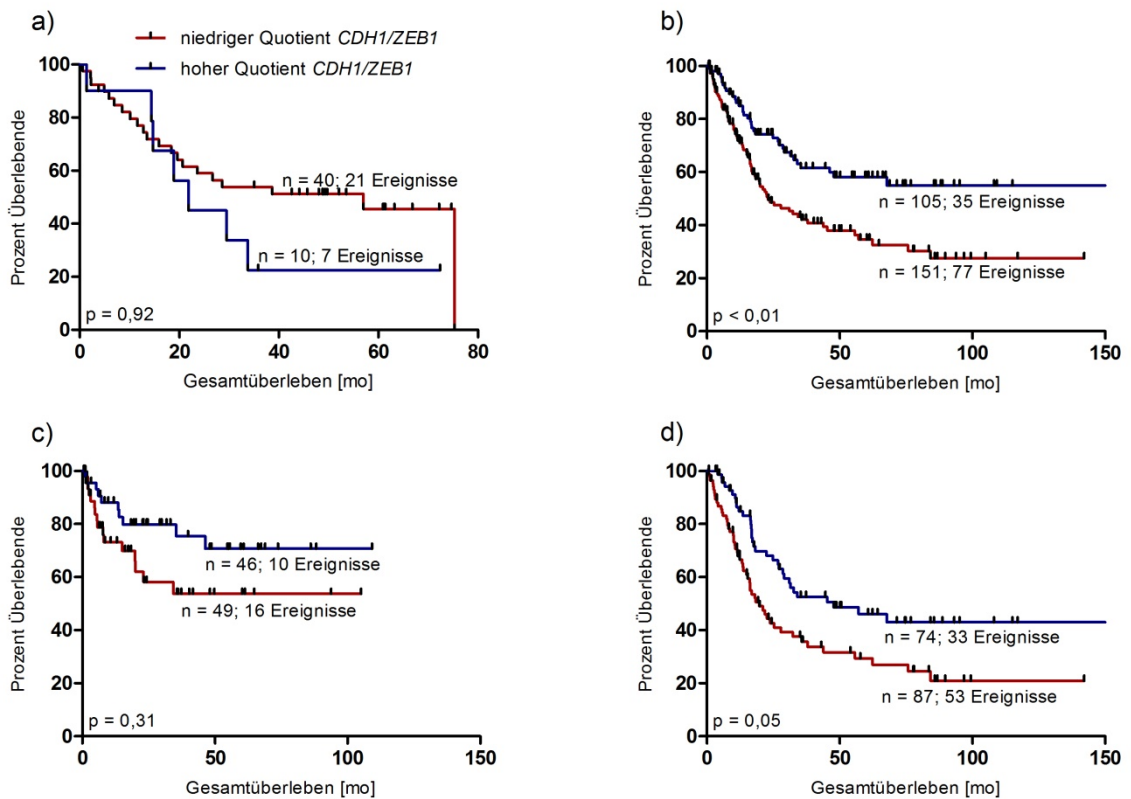 a)
niedriger Quotient CDH1/ZEB1
hoher Quotient CDH1/ZEB1
Prozent Überlebende
100
80
60
40
20
0
n = 40; 21 Ereignisse
n = 10; 7 Ereignisse
p = 0,92
0 20 40 60 80
Gesamtüberleben [mo]
b)
Prozent Überlebende
100
80
60
40
20
0
n = 105; 35 Ereignisse
n = 151; 77 Ereignisse
p < 0,01
0 50 100 150
Gesamtüberleben [mo]
c)
Prozent Überlebende
100
80
60
40
20
0
n = 46; 10 Ereignisse
n = 49; 16 Ereignisse
p = 0,31
0 50 100 150
Gesamtüberleben [mo]
d)
Prozent Überlebende
100
80
60
40
20
0
n = 74; 33 Ereignisse
n = 87; 53 Ereignisse
p = 0,05
0 50 100 150
Gesamtüberleben [mo]